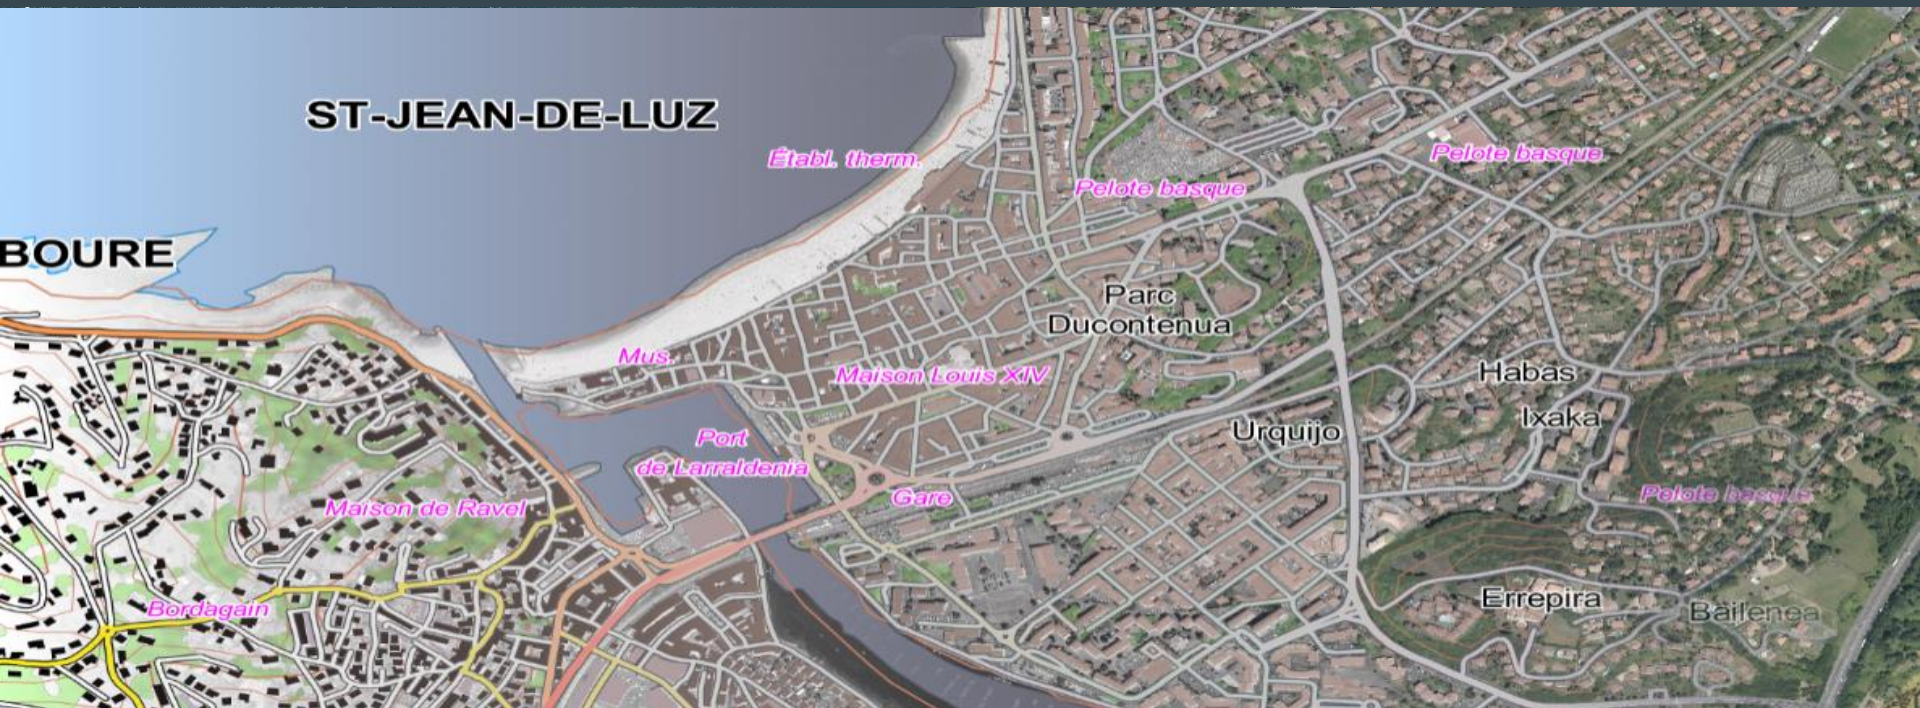 ST-JEAN-DE-LUZ
Établ. therm.
Pelote basque
Pelote basque
BOURE
Parc
Ducontenua
Mus.
Maison Louis XIV
Habas
Ixaka
Urquijo
Port
de Larraldenia
Gare
Pelote basque
Maison de Ravel
Bordagain
Errepira
Bailenea